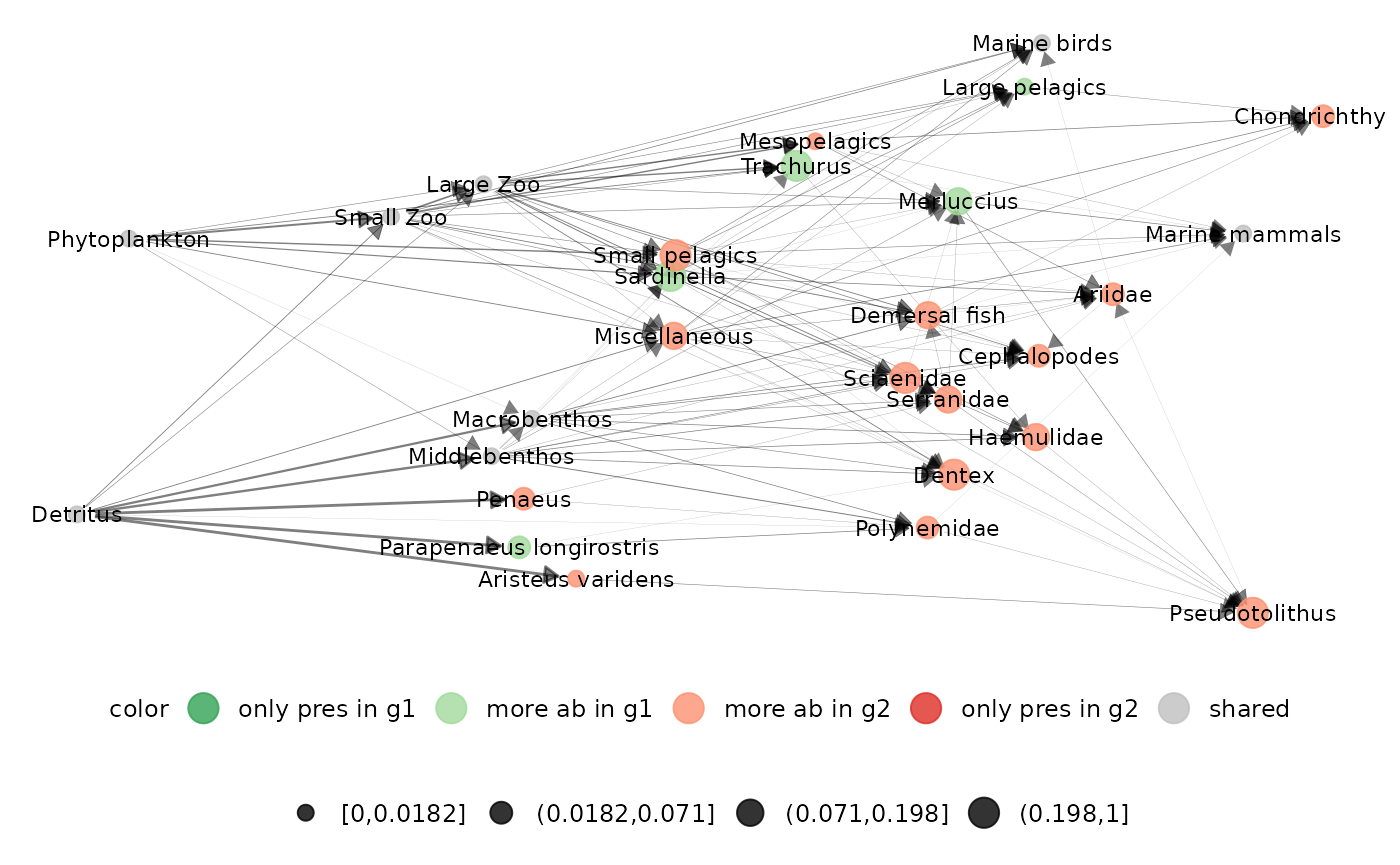 Marine birds
Large pelagics
Chondrichthy
Mesopelagics
Trachurus
Large Zoo
Merluccius
Small Zoo
Marine mammals
Phytoplankton
Small pelagics
Sardinella
Ariidae
Demersal fish
Miscellaneous
Cephalopodes
Sciaenidae
Serranidae
Macrobenthos
Haemulidae
Middlebenthos
Dentex
Penaeus
Detritus
Polynemidae
Parapenaeus longirostris
Aristeus varidens
Pseudotolithus
color only pres in g1 more ab in g1 more ab in g2 only pres in g2 shared
[0,0.0182] (0.0182,0.071] (0.071,0.198] (0.198,1]